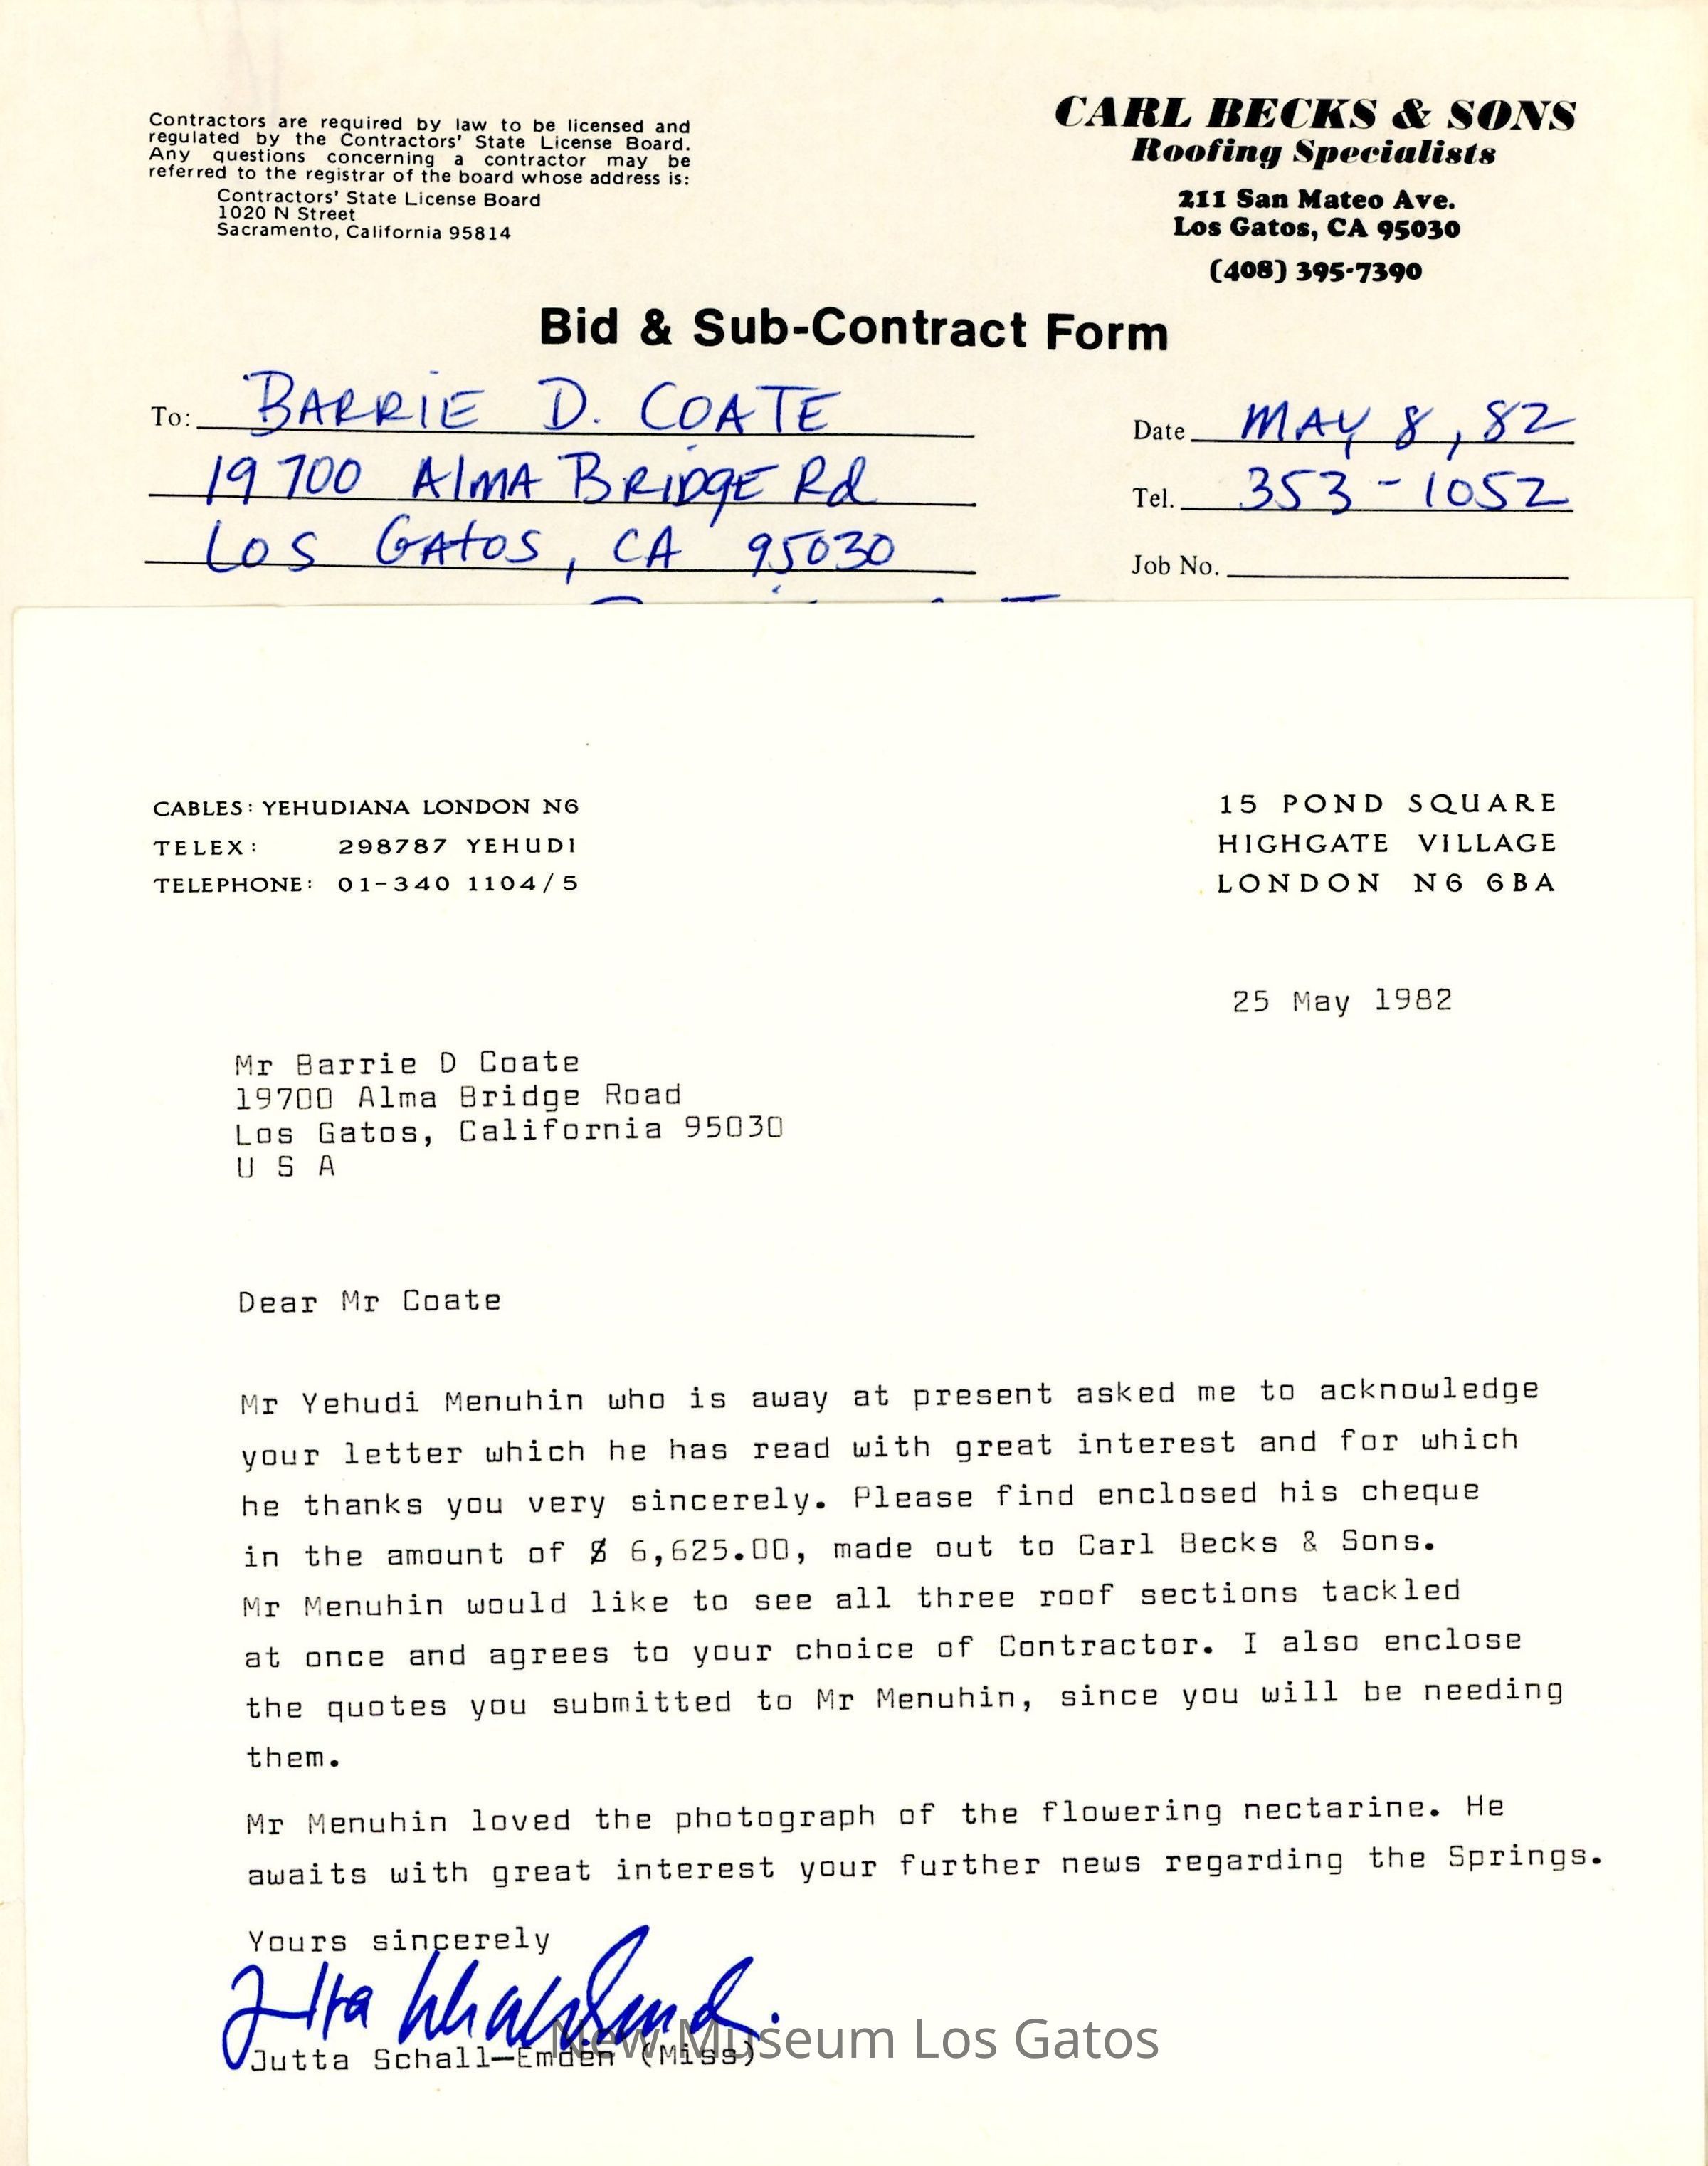 Contractors are required by law to be licensed and
regulated by the Contractors' State License Board.
Any questions concerning a contractor may be
referred to the registrar of the board whose address is:
Contractors' State License Board
1020 N Street
Sacramento, California 95814
CARL BECKS & SONS
Roofing Specialists
211 San Mateo Ave.
Los Gatos, CA 95030
(408) 395-7390
Bid & Sub-Contract Form
To: BARRIE D. COATE
19700 AlMA BRIDGE Rd
Los GAtos, CA 95030
Date MAY 8, 82
Tel. 353-1052
Job No.
CABLES: YEHUDIANA LONDON N6
TELEX: 298787 YEHUDI
TELEPHONE: 01-340 1104/5
15 POND SQUARE
HIGHGATE VILLAGE
LONDON N6 6BA
25 May 1982
Mr Barrie D Coate
19700 Alma Bridge Road
Los Gatos, California 95030
U S A
Dear Mr Coate
Mr Yehudi Menuhin who is away at present asked me to acknowledge
your letter which he has read with great interest and for which
he thanks you very sincerely. Please find enclosed his cheque
in the amount of $ 6,625.00, made out to Carl Becks & Sons.
Mr Menuhin would like to see all three roof sections tackled
at once and agrees to your choice of Contractor. I also enclose
the quotes you submitted to Mr Menuhin, since you will be needing
them.
Mr Menuhin loved the photograph of the flowering nectarine. He
awaits with great interest your further news regarding the Springs.
Yours sincerely
Jutta Schall-Emden
Jutta Schall-Emden (Miss)
New Museum Los Gatos